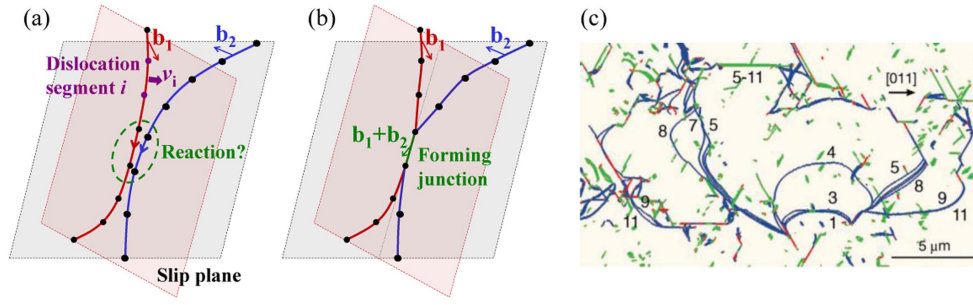 (a)
b1
b2
Dislocation
segment i
vi
Reaction?
Slip plane
(b)
b1
b2
b1+b2
Forming
junction
(c)
5-11
[011]
8
7
5
4
5
8
3
9
11
1
9
11
5 μm